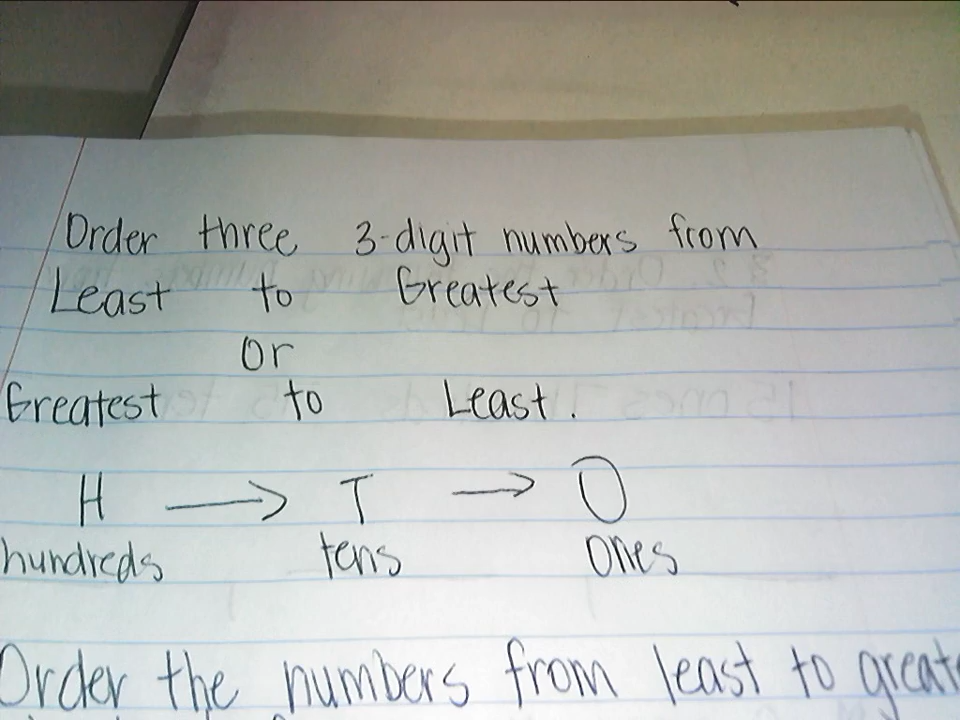 Order three 3-digit numbers from
Least to Greatest
Or
Greatest to Least.
H → T → O
hundreds tens ones
Order the numbers from least to